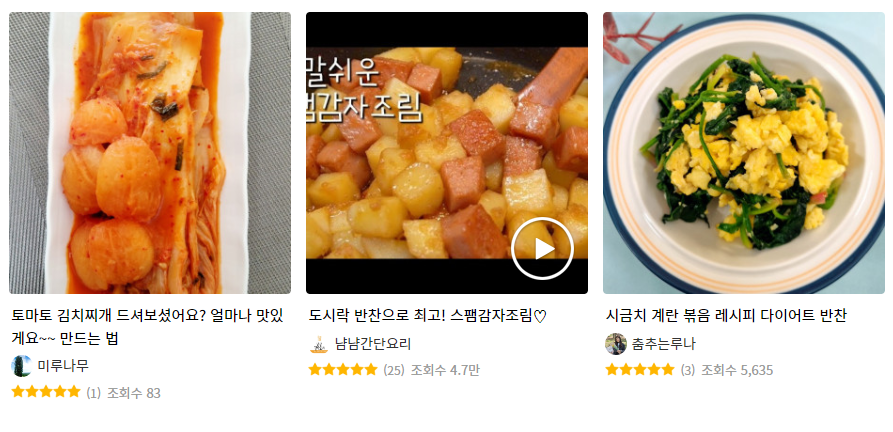 말쉬운
팸감자조림
토마토 김치찌개 드셔보셨어요? 얼마나 맛있
게요~~ 만드는 법
미루나무
(1) 조회수 83
도시락 반찬으로 최고! 스팸감자조림♡
냠냠간단요리
(25) 조회수 4.7만
시금치 계란 볶음 레시피 다이어트 반찬
춤추는루나
(3) 조회수 5,635